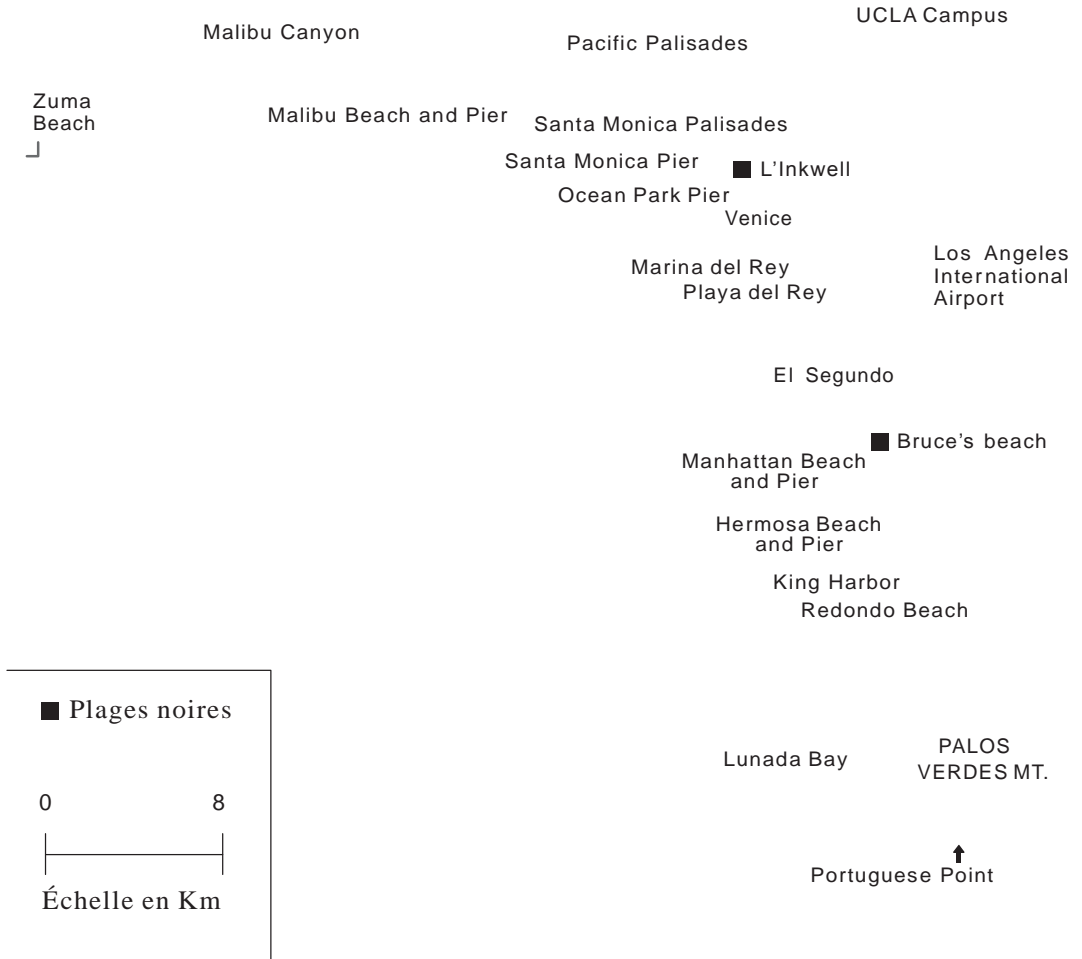 UCLA Campus
Malibu Canyon
Pacific Palisades
Zuma
Beach
Malibu Beach and Pier
Santa Monica Palisades
Santa Monica Pier
L'Inkwell
Ocean Park Pier
Venice
Los Angeles
International
Airport
Marina del Rey
Playa del Rey
El Segundo
Bruce's beach
Manhattan Beach
and Pier
Hermosa Beach
and Pier
King Harbor
Redondo Beach
Plages noires
Lunada Bay
PALOS
VERDES MT.
0 8
Échelle en Km
Portuguese Point